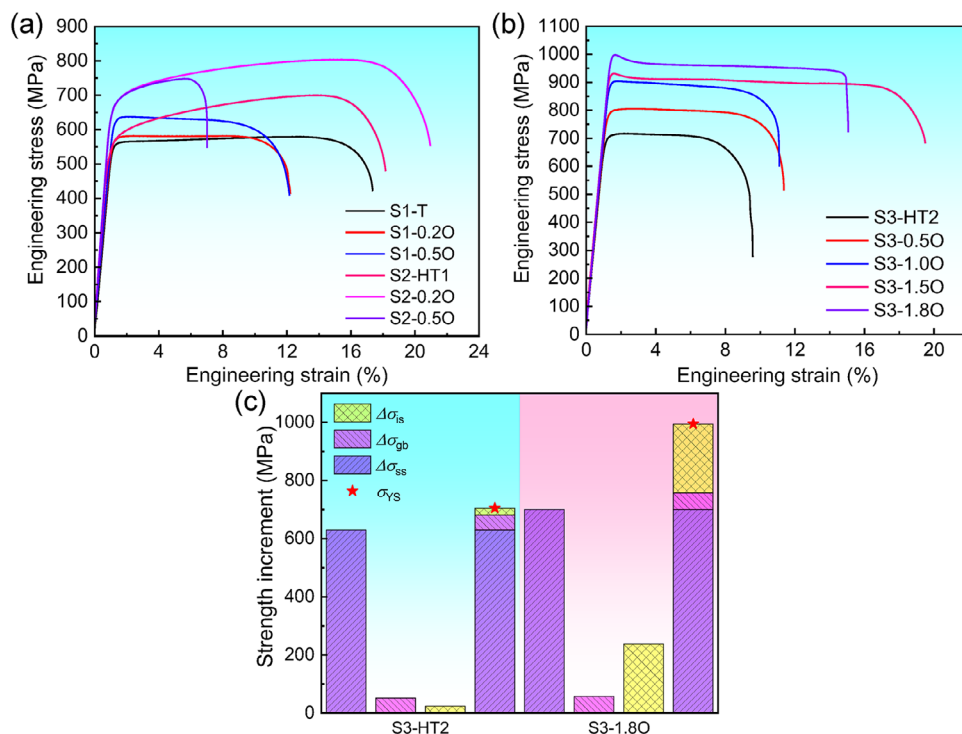 (a)
900
800
700
600
500
400
300
200
100
0
Engineering stress (MPa)
S1-T
S1-0.2O
S1-0.5O
S2-HT1
S2-0.2O
S2-0.5O
0 4 8 12 16 20 24
Engineering strain (%)
(b)
1100
1000
900
800
700
600
500
400
300
200
100
0
Engineering stress (MPa)
S3-HT2
S3-0.5O
S3-1.0O
S3-1.5O
S3-1.8O
0 4 8 12 16 20
Engineering strain (%)
(c)
1000
800
600
400
200
0
Strength increment (MPa)
Δσis
Δσgb
Δσss
σYS
S3-HT2 S3-1.8O